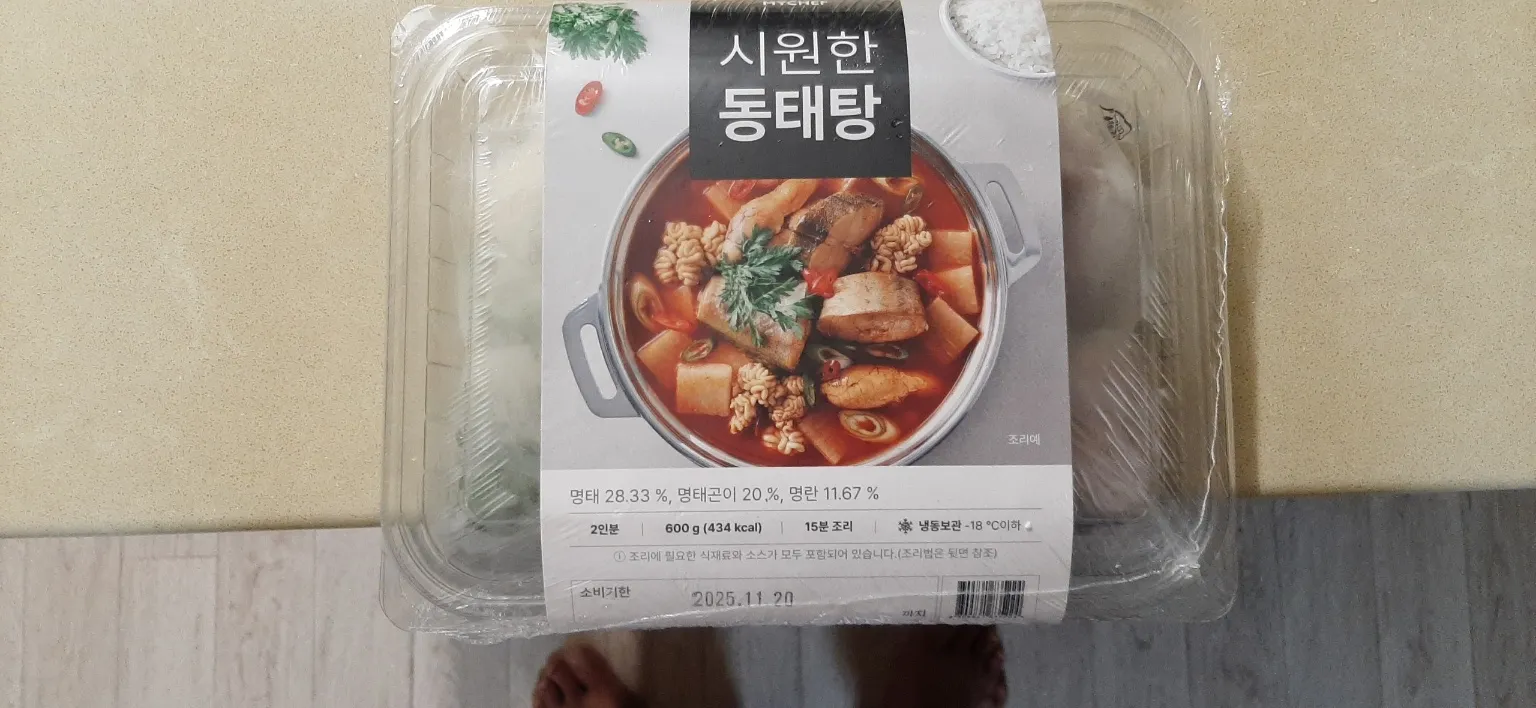 MYCHEF
시원한
동태탕
조리예
명태 28.33 %, 명태곤이 20 %, 명란 11.67 %
2인분 | 600 g (434 kcal) | 15분 조리 | 냉동보관 -18 ℃이하
ⓘ 조리에 필요한 식재료와 소스가 모두 포함되어 있습니다.(조리법은 뒷면 참조)
소비기한 2025.11.20 까지